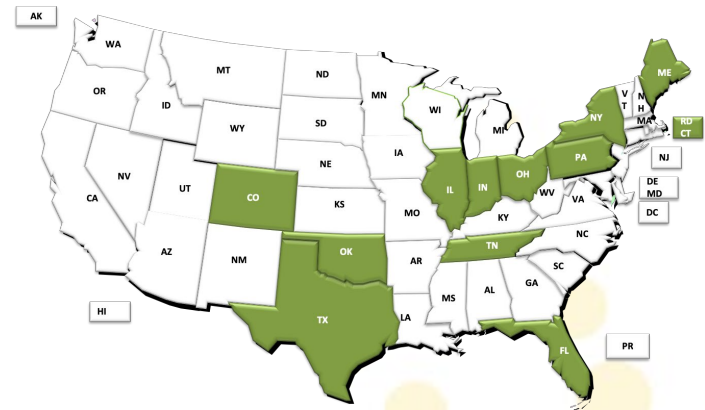 AK
WA
MT
ND
MN
OR
ID
WY
SD
WI
MI
V
T
N
H
ME
NY
MA
RD
CT
NJ
PA
IA
NE
NV
UT
CO
KS
MO
IL
IN
OH
WV
VA
DE
MD
DC
CA
KY
NC
TN
AZ
NM
OK
AR
SC
MS
AL
GA
TX
LA
FL
HI
PR